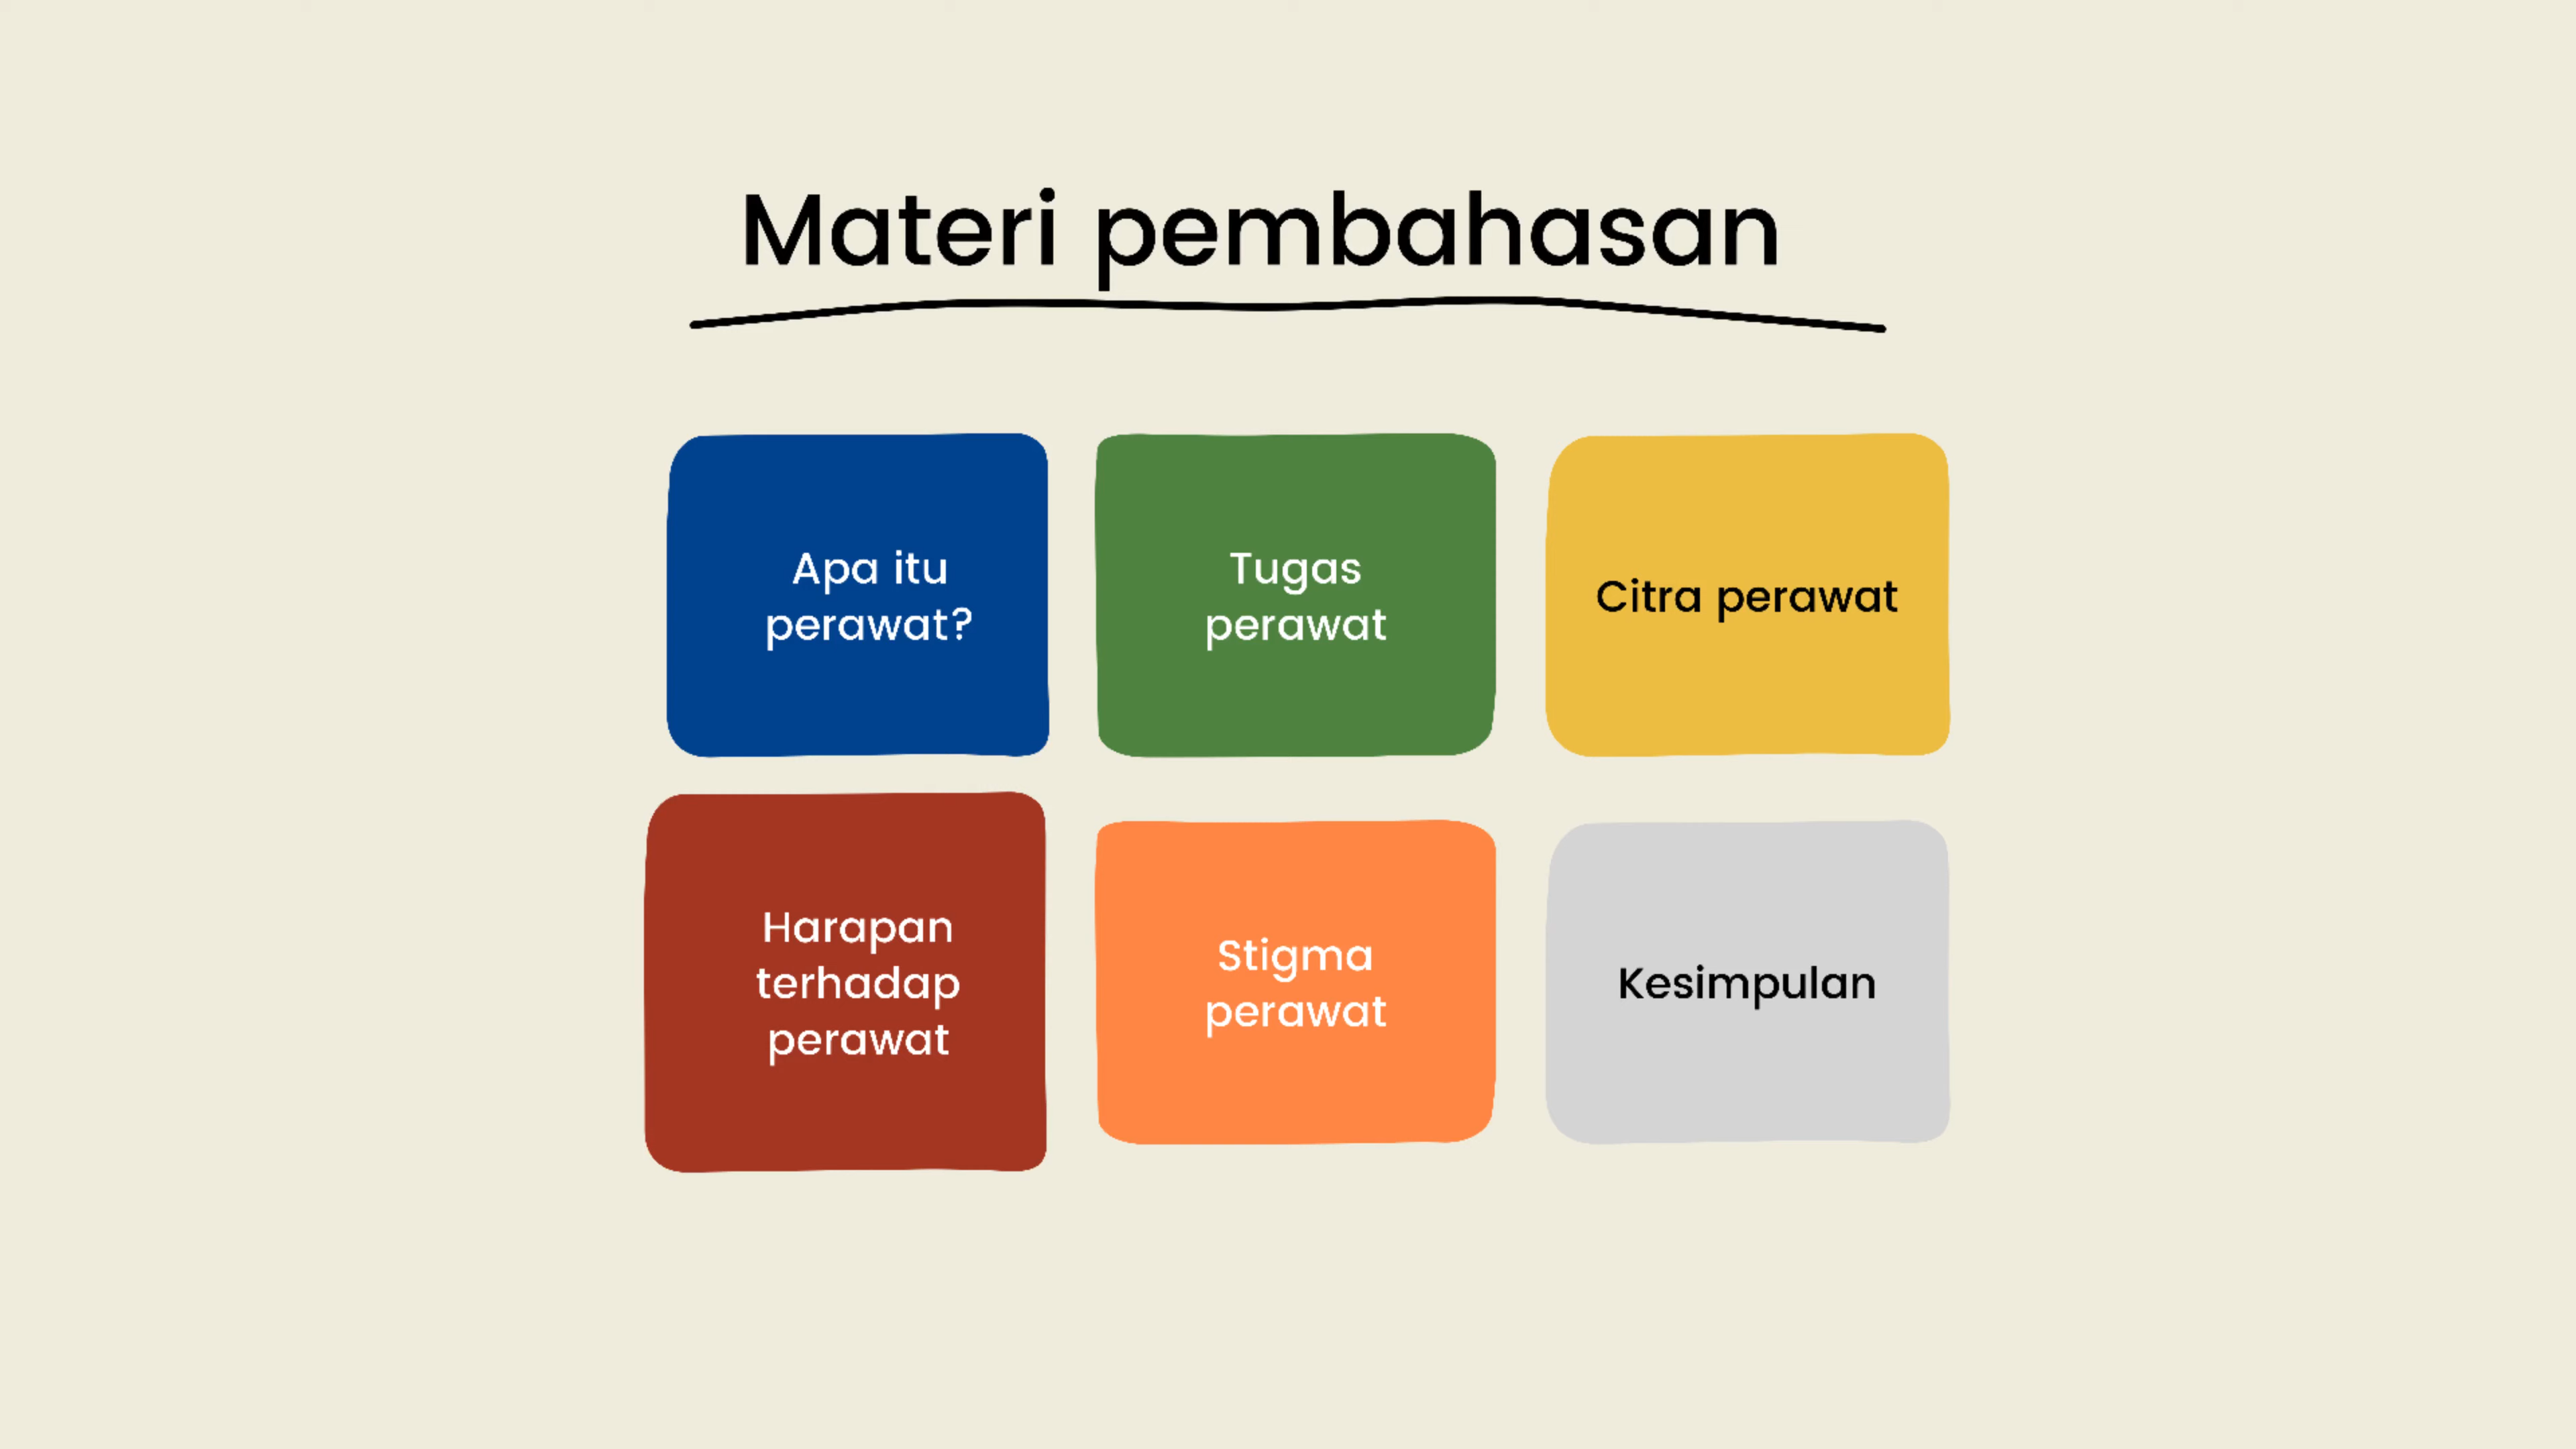 Materi pembahasan
Apa itu
perawat?
Tugas
perawat
Citra perawat
Harapan
terhadap
perawat
Stigma
perawat
Kesimpulan